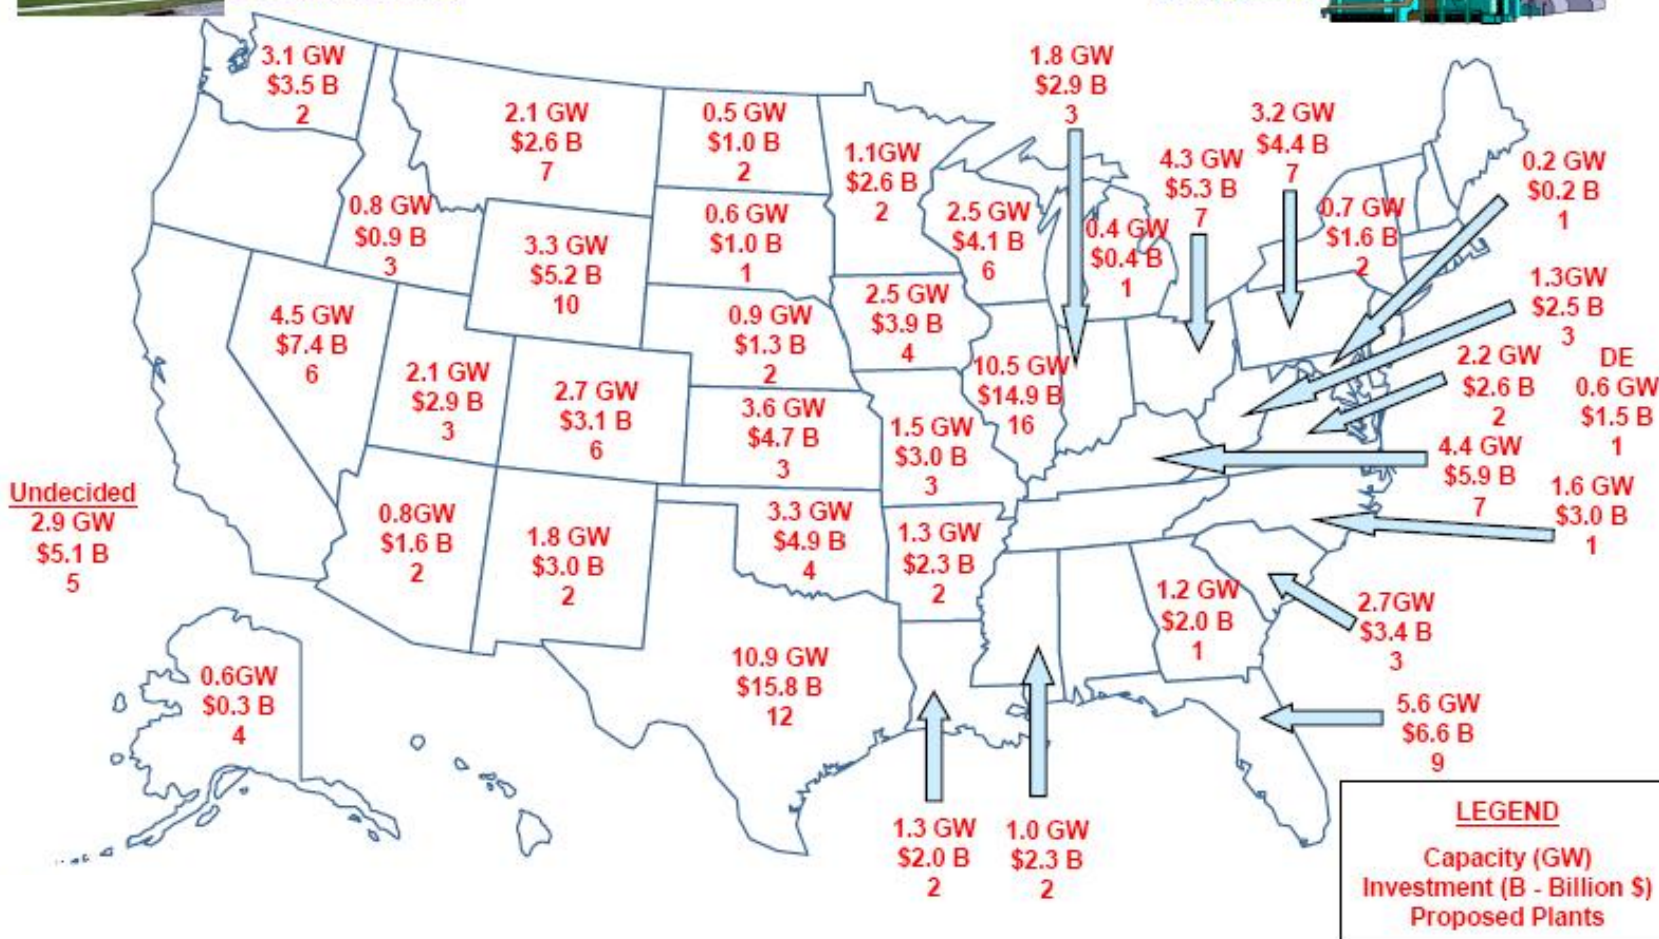 3.1 GW
$3.5 B
2
2.1 GW
$2.6 B
7
0.5 GW
$1.0 B
2
1.1GW
$2.6 B
2
1.8 GW
$2.9 B
3
3.2 GW
$4.4 B
7
4.3 GW
$5.3 B
7
0.2 GW
$0.2 B
1
0.8 GW
$0.9 B
3
3.3 GW
$5.2 B
10
0.6 GW
$1.0 B
1
2.5 GW
$4.1 B
6
0.4 GW
$0.4 B
1
0.7 GW
$1.6 B
2
1.3GW
$2.5 B
3
4.5 GW
$7.4 B
6
2.1 GW
$2.9 B
3
2.7 GW
$3.1 B
6
0.9 GW
$1.3 B
2
2.5 GW
$3.9 B
4
10.5 GW
$14.9 B
16
2.2 GW
$2.6 B
2
DE
0.6 GW
$1.5 B
1
3.6 GW
$4.7 B
3
1.5 GW
$3.0 B
3
4.4 GW
$5.9 B
7
1.6 GW
$3.0 B
1
Undecided
2.9 GW
$5.1 B
5
0.8GW
$1.6 B
2
1.8 GW
$3.0 B
2
3.3 GW
$4.9 B
4
1.3 GW
$2.3 B
2
1.2 GW
$2.0 B
1
2.7GW
$3.4 B
3
0.6GW
$0.3 B
4
10.9 GW
$15.8 B
12
5.6 GW
$6.6 B
9
1.3 GW
$2.0 B
2
1.0 GW
$2.3 B
2
LEGEND
Capacity (GW)
Investment (B - Billion $)
Proposed Plants